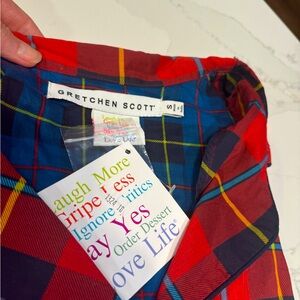 GRETCHEN SCOTT
S
augh More
Gripe Less
Ignore Critics
ay Yes
Order Dessert
ove Life'